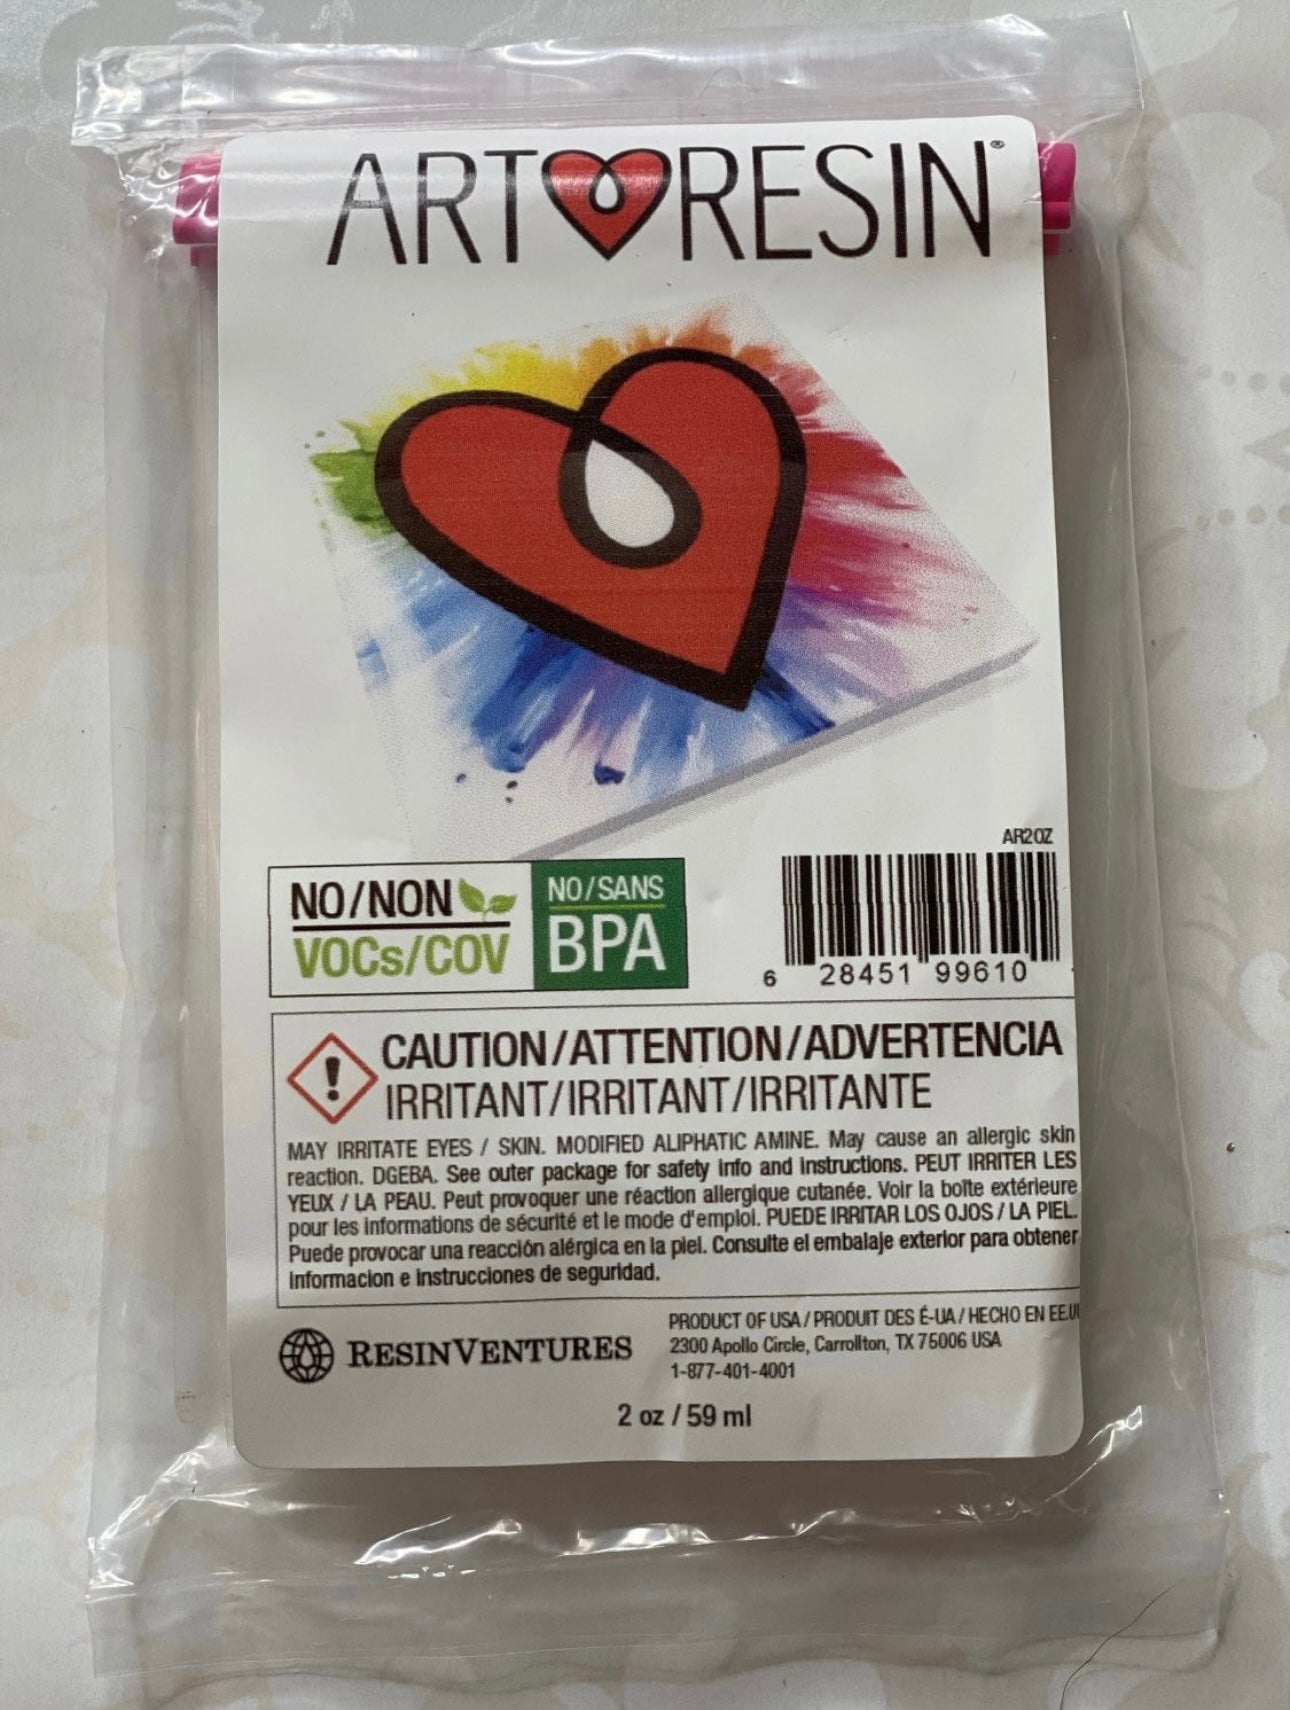 ART RESIN®
AR2OZ
NO/NON
VOCs/COV
NO/SANS
BPA
6 28451 99610
CAUTION/ATTENTION/ADVERTENCIA
IRRITANT/IRRITANT/IRRITANTE
MAY IRRITATE EYES / SKIN. MODIFIED ALIPHATIC AMINE. May cause an allergic skin
reaction. DGEBA. See outer package for safety info and instructions. PEUT IRRITER LES
YEUX / LA PEAU. Peut provoquer une réaction allergique cutanée. Voir la boîte extérieure
pour les informations de sécurité et le mode d'emploi. PUEDE IRRITAR LOS OJOS / LA PIEL.
Puede provocar una reacción alérgica en la piel. Consulte el embalaje exterior para obtener
informacion e instrucciones de seguridad.
RESINVENTURES
PRODUCT OF USA / PRODUIT DES É-UA / HECHO EN EE.U
2300 Apollo Circle, Carrollton, TX 75006 USA
1-877-401-4001
2 oz / 59 ml